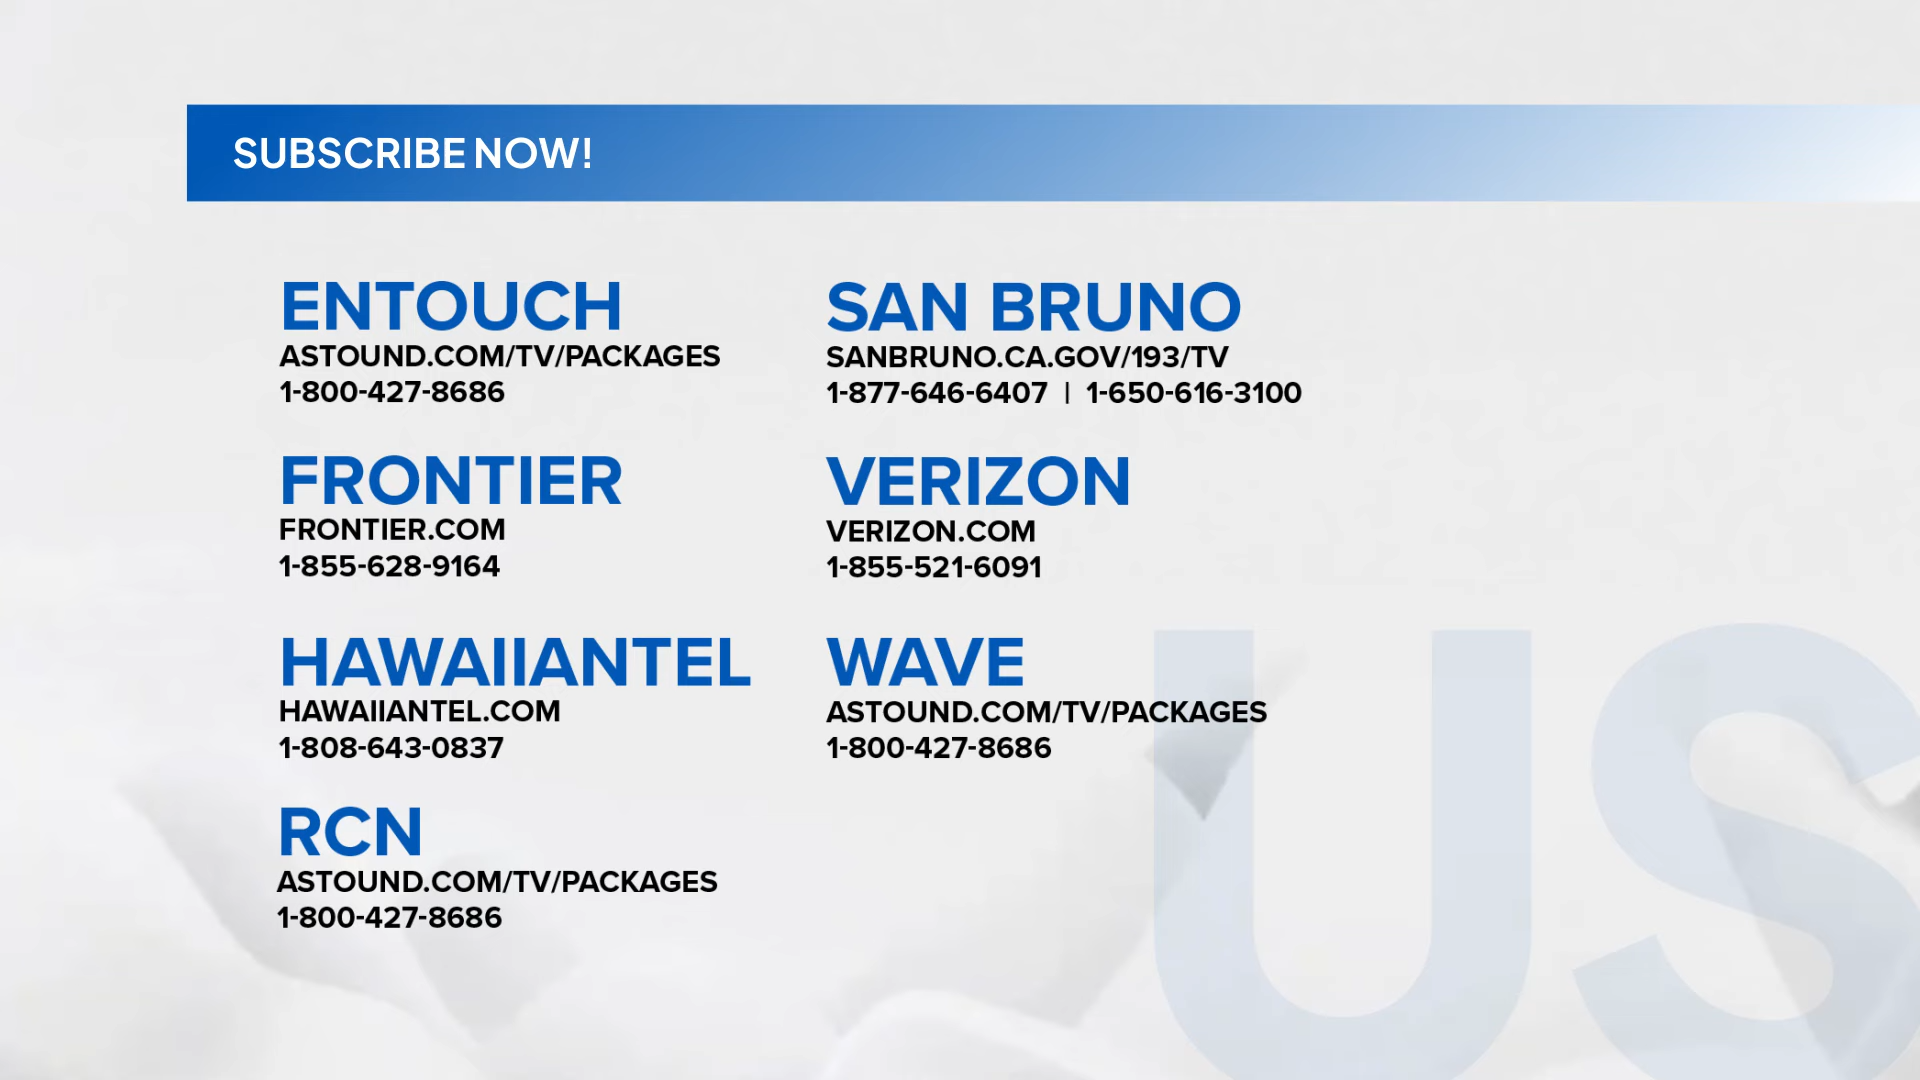 SUBSCRIBE NOW!
ENTOUCH
ASTOUND.COM/TV/PACKAGES
1-800-427-8686
FRONTIER
FRONTIER.COM
1-855-628-9164
HAWAIIANTEL
HAWAIIANTEL.COM
1-808-643-0837
RCN
ASTOUND.COM/TV/PACKAGES
1-800-427-8686
SAN BRUNO
SANBRUNO.CA.GOV/193/TV
1-877-646-6407 | 1-650-616-3100
VERIZON
VERIZON.COM
1-855-521-6091
WAVE
ASTOUND.COM/TV/PACKAGES
1-800-427-8686
US